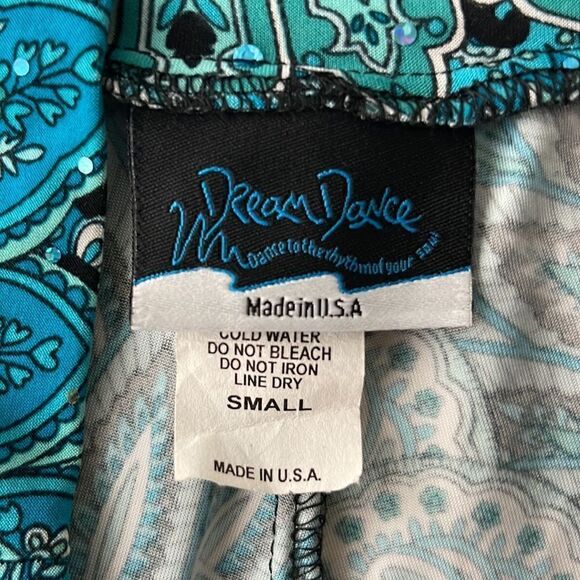 Dream Dance
Dance to the rhythm of your soul
Made in U.S.A
COLD WATER
DO NOT BLEACH
DO NOT IRON
LINE DRY
SMALL
MADE IN U.S.A.